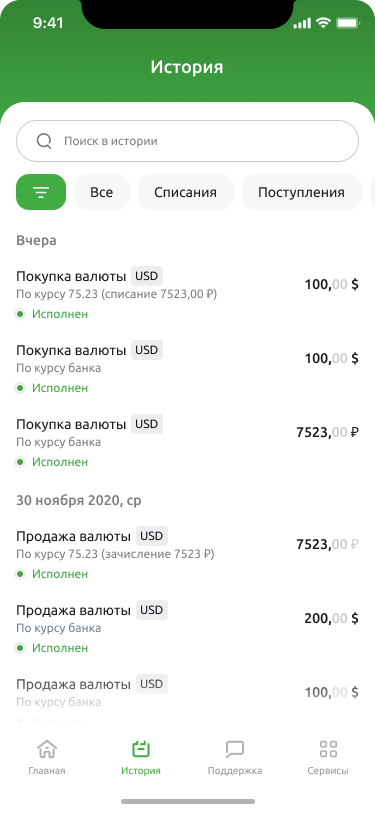 9:41
История
Поиск в истории
Все
Списания
Поступления
Вчера
Покупка валюты USD
100,00 $
По курсу 75.23 (списание 7523,00 ₽)
Исполнен
Покупка валюты USD
100,00 $
По курсу банка
Исполнен
Покупка валюты USD
7523,00 ₽
По курсу банка
Исполнен
30 ноября 2020, ср
Продажа валюты USD
7523,00 ₽
По курсу 75.23 (зачисление 7523 ₽)
Исполнен
Продажа валюты USD
200,00 $
По курсу банка
Исполнен
Продажа валюты USD
100,00 $
По курсу банка
Главная
История
Поддержка
Сервисы